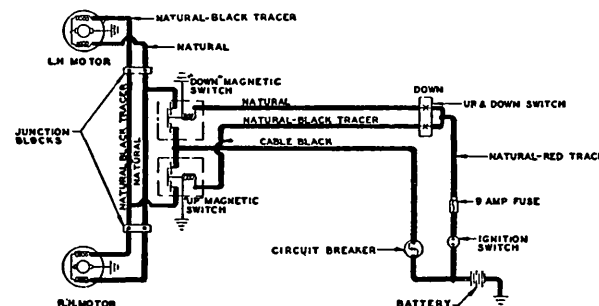 NATURAL-BLACK TRACER
NATURAL
L.H MOTOR
"DOWN" MAGNETIC
SWITCH
DOWN
NATURAL
UP & DOWN SWITCH
NATURAL-BLACK TRACER
JUNCTION
BLOCKS
NATURAL BLACK TRACER
NATURAL
CABLE BLACK
NATURAL-RED TRACE
"UP" MAGNETIC
SWITCH
9 AMP FUSE
CIRCUIT BREAKER
IGNITION
SWITCH
R.H. MOTOR
BATTERY